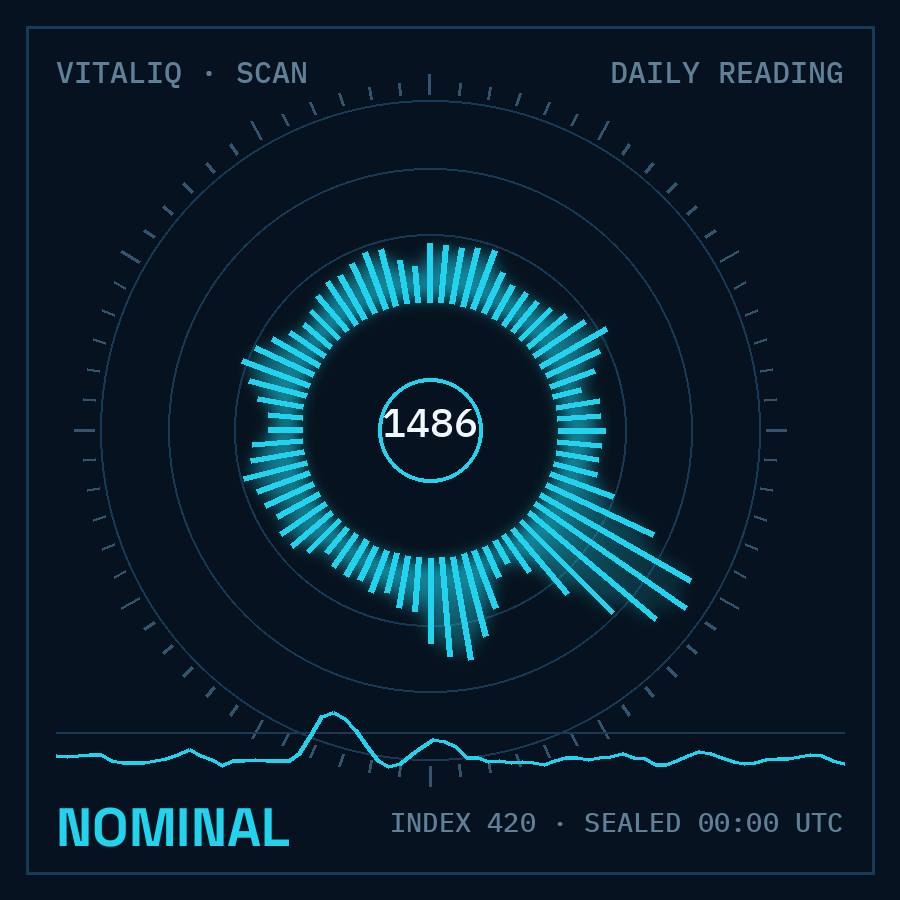 VITALIQ · SCAN
DAILY READING
1486
NOMINAL
INDEX 420 · SEALED 00:00 UTC